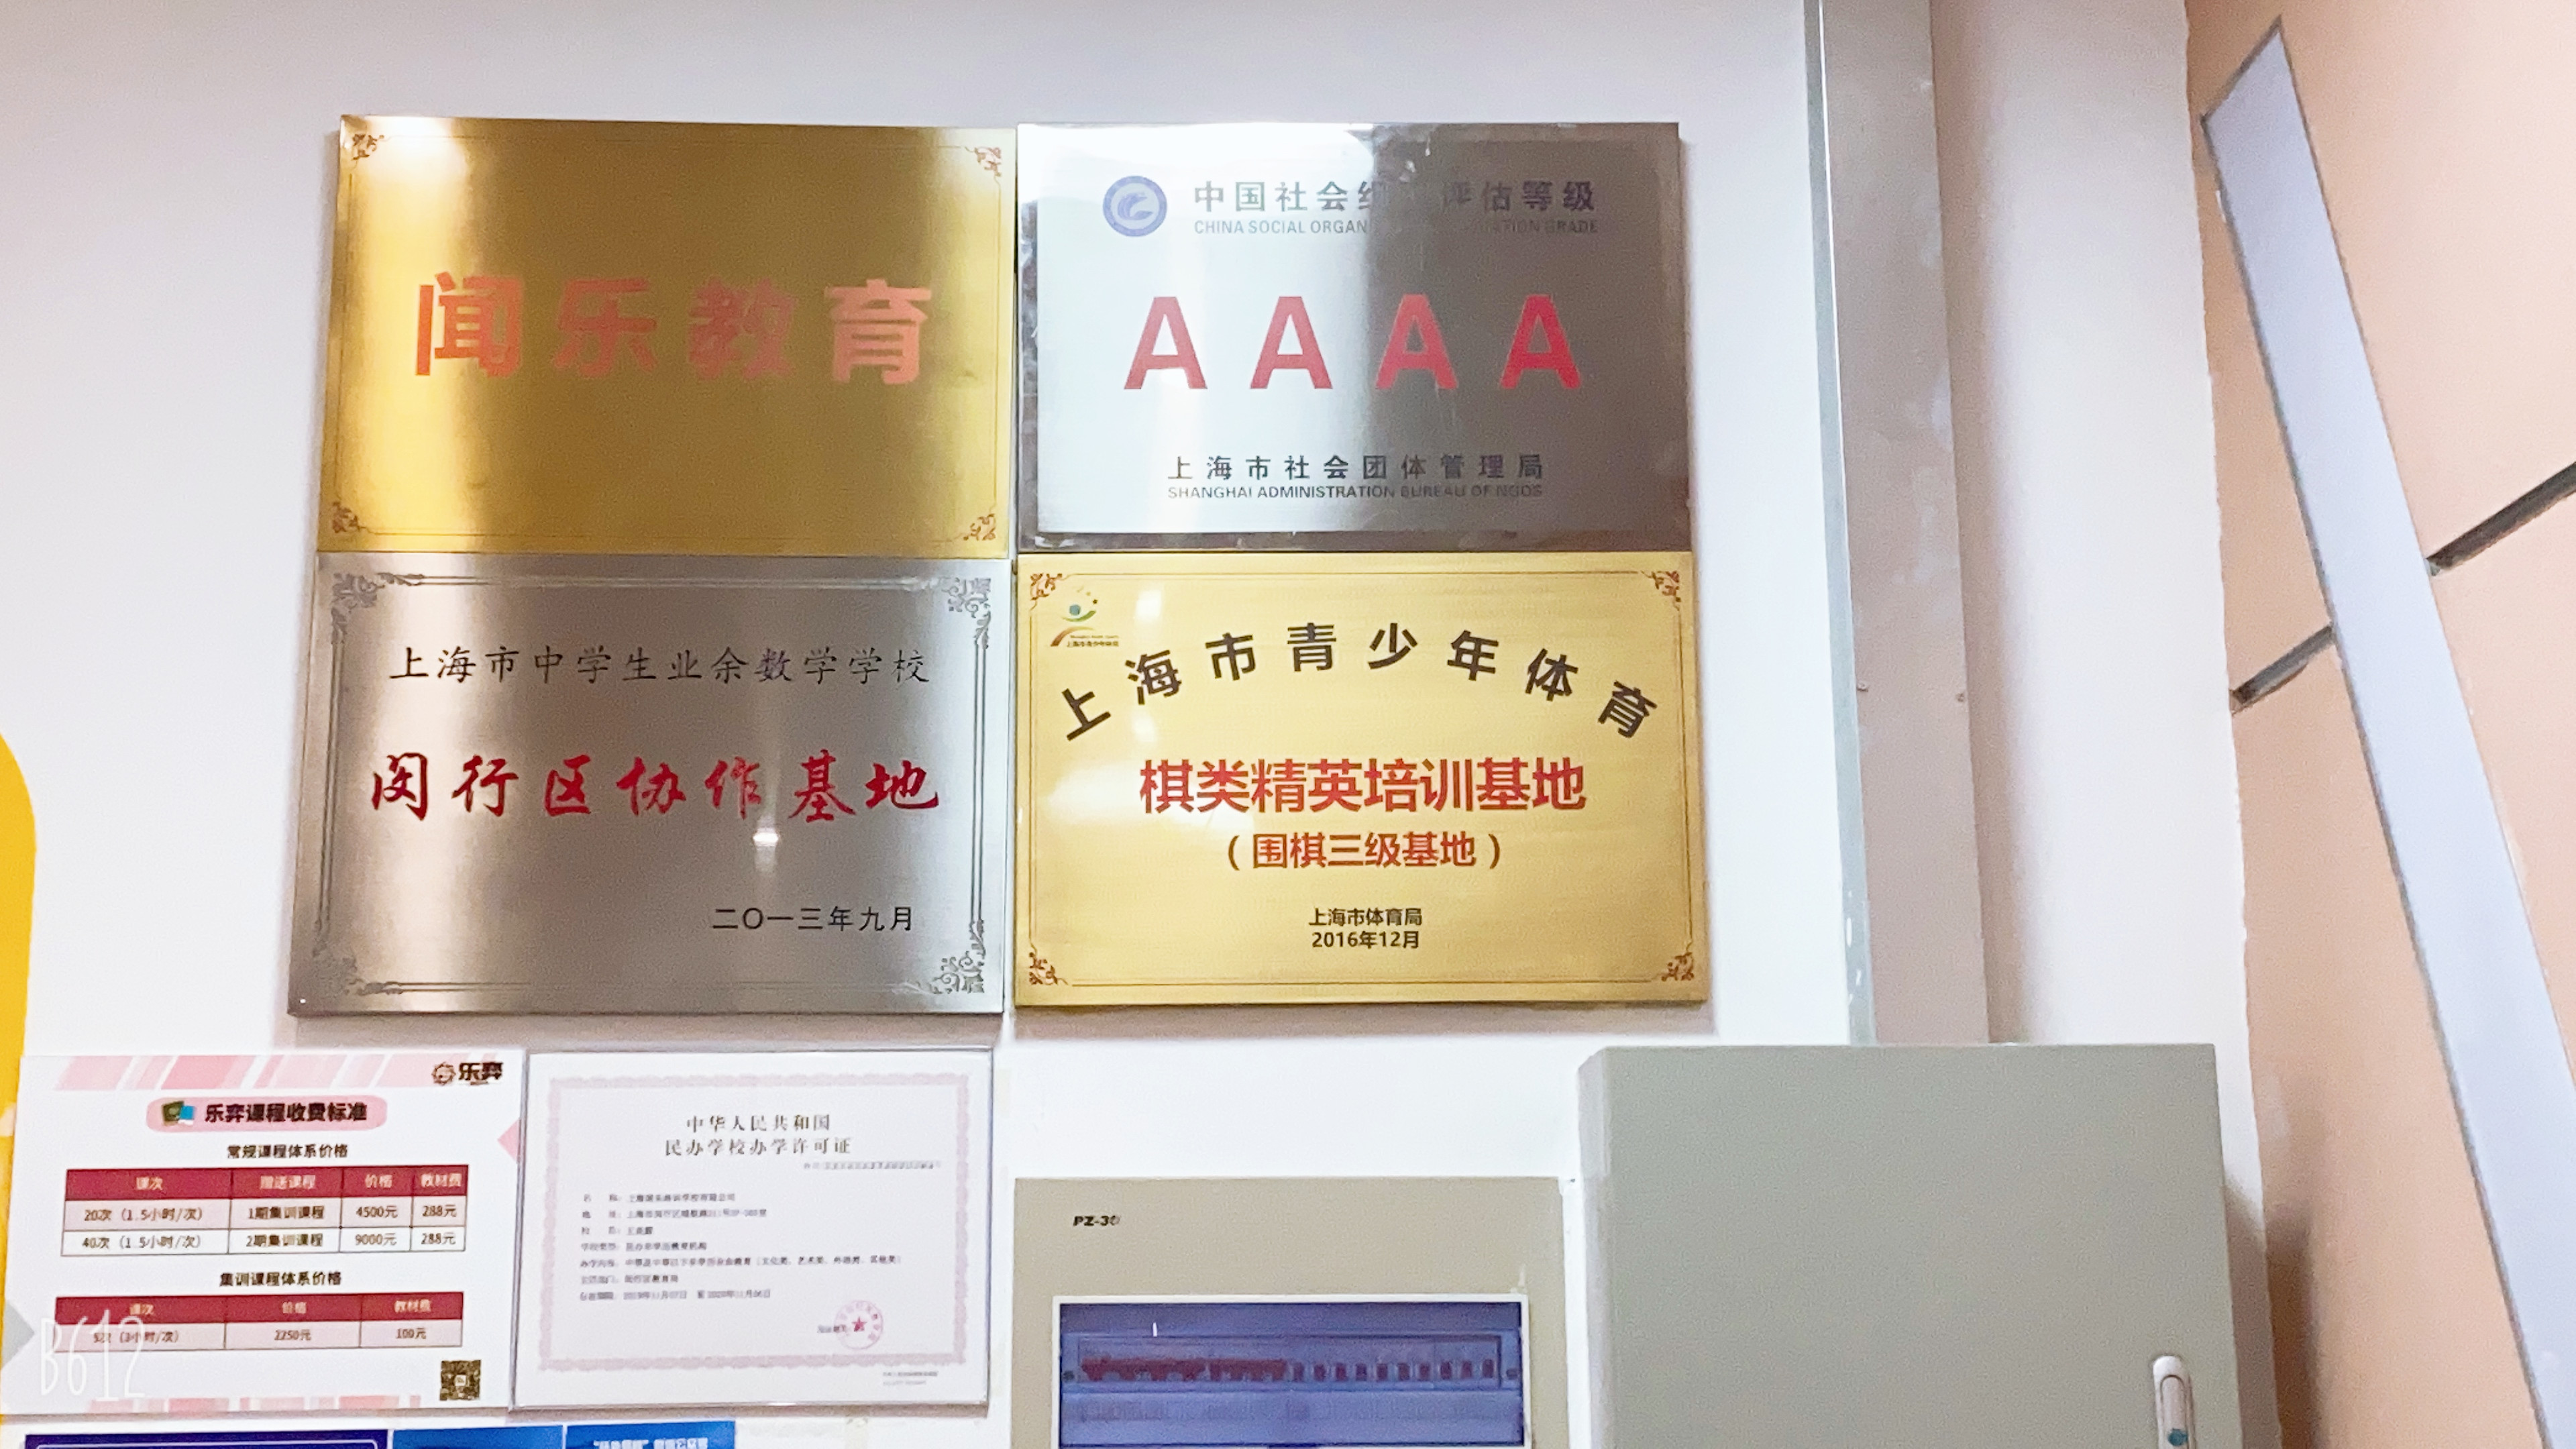 闻乐教育
中国社会组 评估等级
CHINA SOCIAL ORGAN
GRADE
AAAA
上海市社会团体管理局
SHANGHAI ADMINISTRATION BUREAU OF NGOS
上海市中学生业余数学学校
闵行区协作基地
二〇一三年九月
上海市青少年体育
棋类精英培训基地
(围棋三级基地)
上海市体育局
2016年12月
乐弈
乐弈课程收费标准
常规课程体系价格
课次 赠送课程 价格 教材费
20次(1.5小时/次) 1期集训课程 4500元 288元
40次(1.5小时/次) 2期集训课程 9000元 288元
集训课程体系价格
课次 价格 教材费
(3小时/次) 2250元 100元
中华人民共和国
民办学校办学许可证
PZ-30
B612